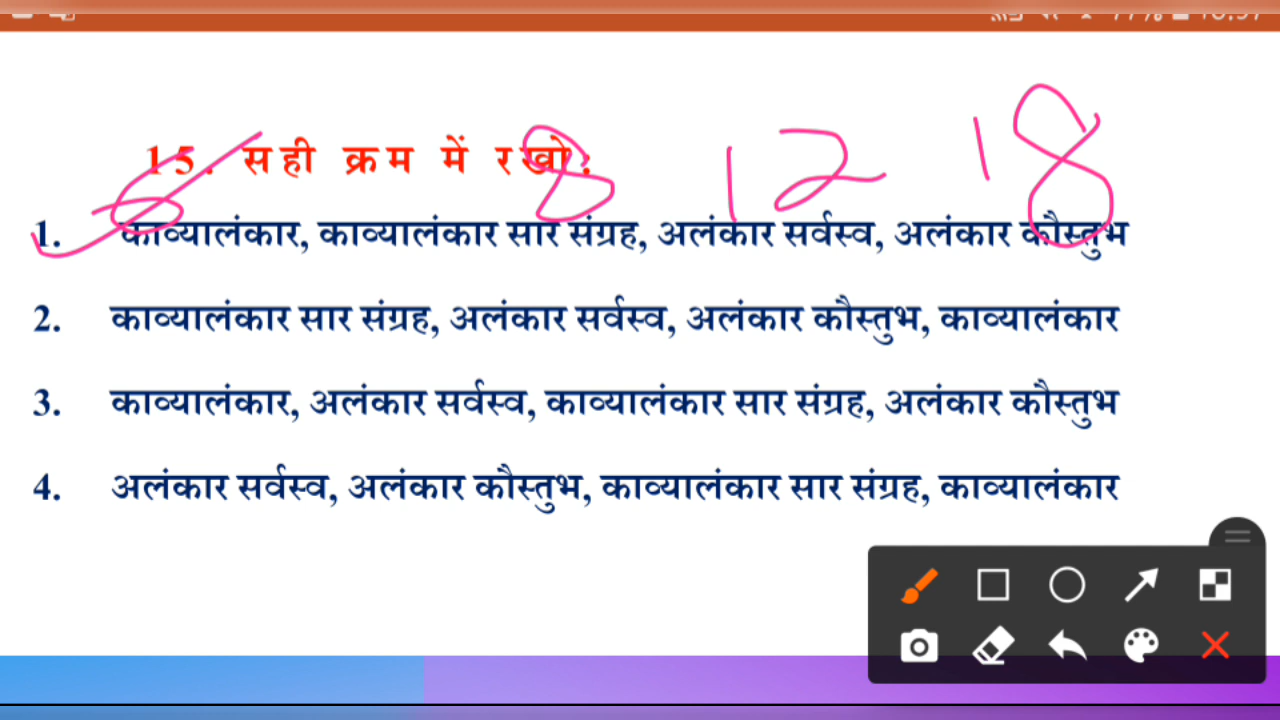 15. सही क्रम में रखो:
6 8 12 18
1. काव्यालंकार, काव्यालंकार सार संग्रह, अलंकार सर्वस्व, अलंकार कौस्तुभ
2. काव्यालंकार सार संग्रह, अलंकार सर्वस्व, अलंकार कौस्तुभ, काव्यालंकार
3. काव्यालंकार, अलंकार सर्वस्व, काव्यालंकार सार संग्रह, अलंकार कौस्तुभ
4. अलंकार सर्वस्व, अलंकार कौस्तुभ, काव्यालंकार सार संग्रह, काव्यालंकार